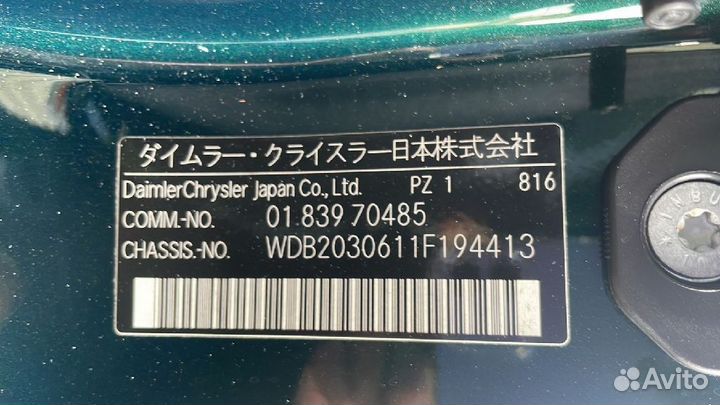 ダイムラー・クライスラー日本株式会社
DaimlerChrysler Japan Co., Ltd. PZ 1 816
COMM.-NO. 01 839 70485
CHASSIS.-NO. WDB2030611F194413
INBU
Avito